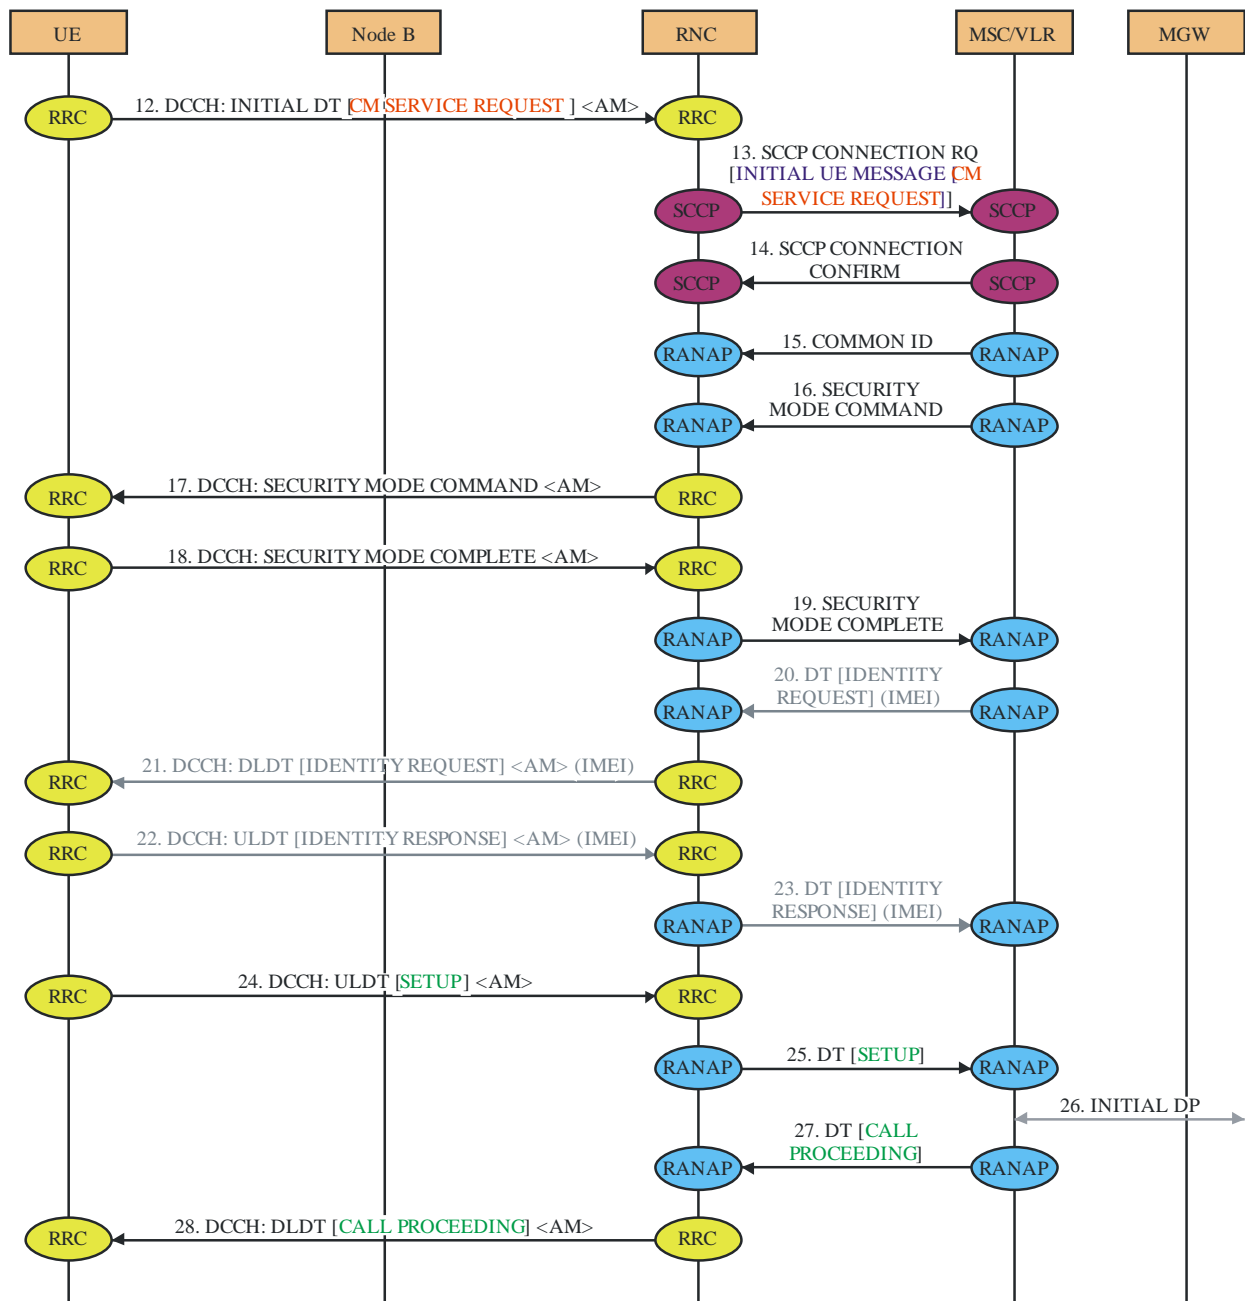 UE
Node B
RNC
MSC/VLR
MGW
12. DCCH: INITIAL DT [CM SERVICE REQUEST ] <AM>
RRC
RRC
13. SCCP CONNECTION RQ
[INITIAL UE MESSAGE [CM
SERVICE REQUEST]]
SCCP
SCCP
14. SCCP CONNECTION
CONFIRM
SCCP
SCCP
15. COMMON ID
RANAP
RANAP
16. SECURITY
MODE COMMAND
RANAP
RANAP
17. DCCH: SECURITY MODE COMMAND <AM>
RRC
RRC
18. DCCH: SECURITY MODE COMPLETE <AM>
RRC
RRC
19. SECURITY
MODE COMPLETE
RANAP
RANAP
20. DT [IDENTITY
REQUEST] (IMEI)
RANAP
RANAP
21. DCCH: DLDT [IDENTITY REQUEST] <AM> (IMEI)
RRC
RRC
22. DCCH: ULDT [IDENTITY RESPONSE] <AM> (IMEI)
RRC
RRC
23. DT [IDENTITY
RESPONSE] (IMEI)
RANAP
RANAP
24. DCCH: ULDT [SETUP] <AM>
RRC
RRC
25. DT [SETUP]
RANAP
RANAP
26. INITIAL DP
27. DT [CALL
PROCEEDING]
RANAP
RANAP
28. DCCH: DLDT [CALL PROCEEDING] <AM>
RRC
RRC